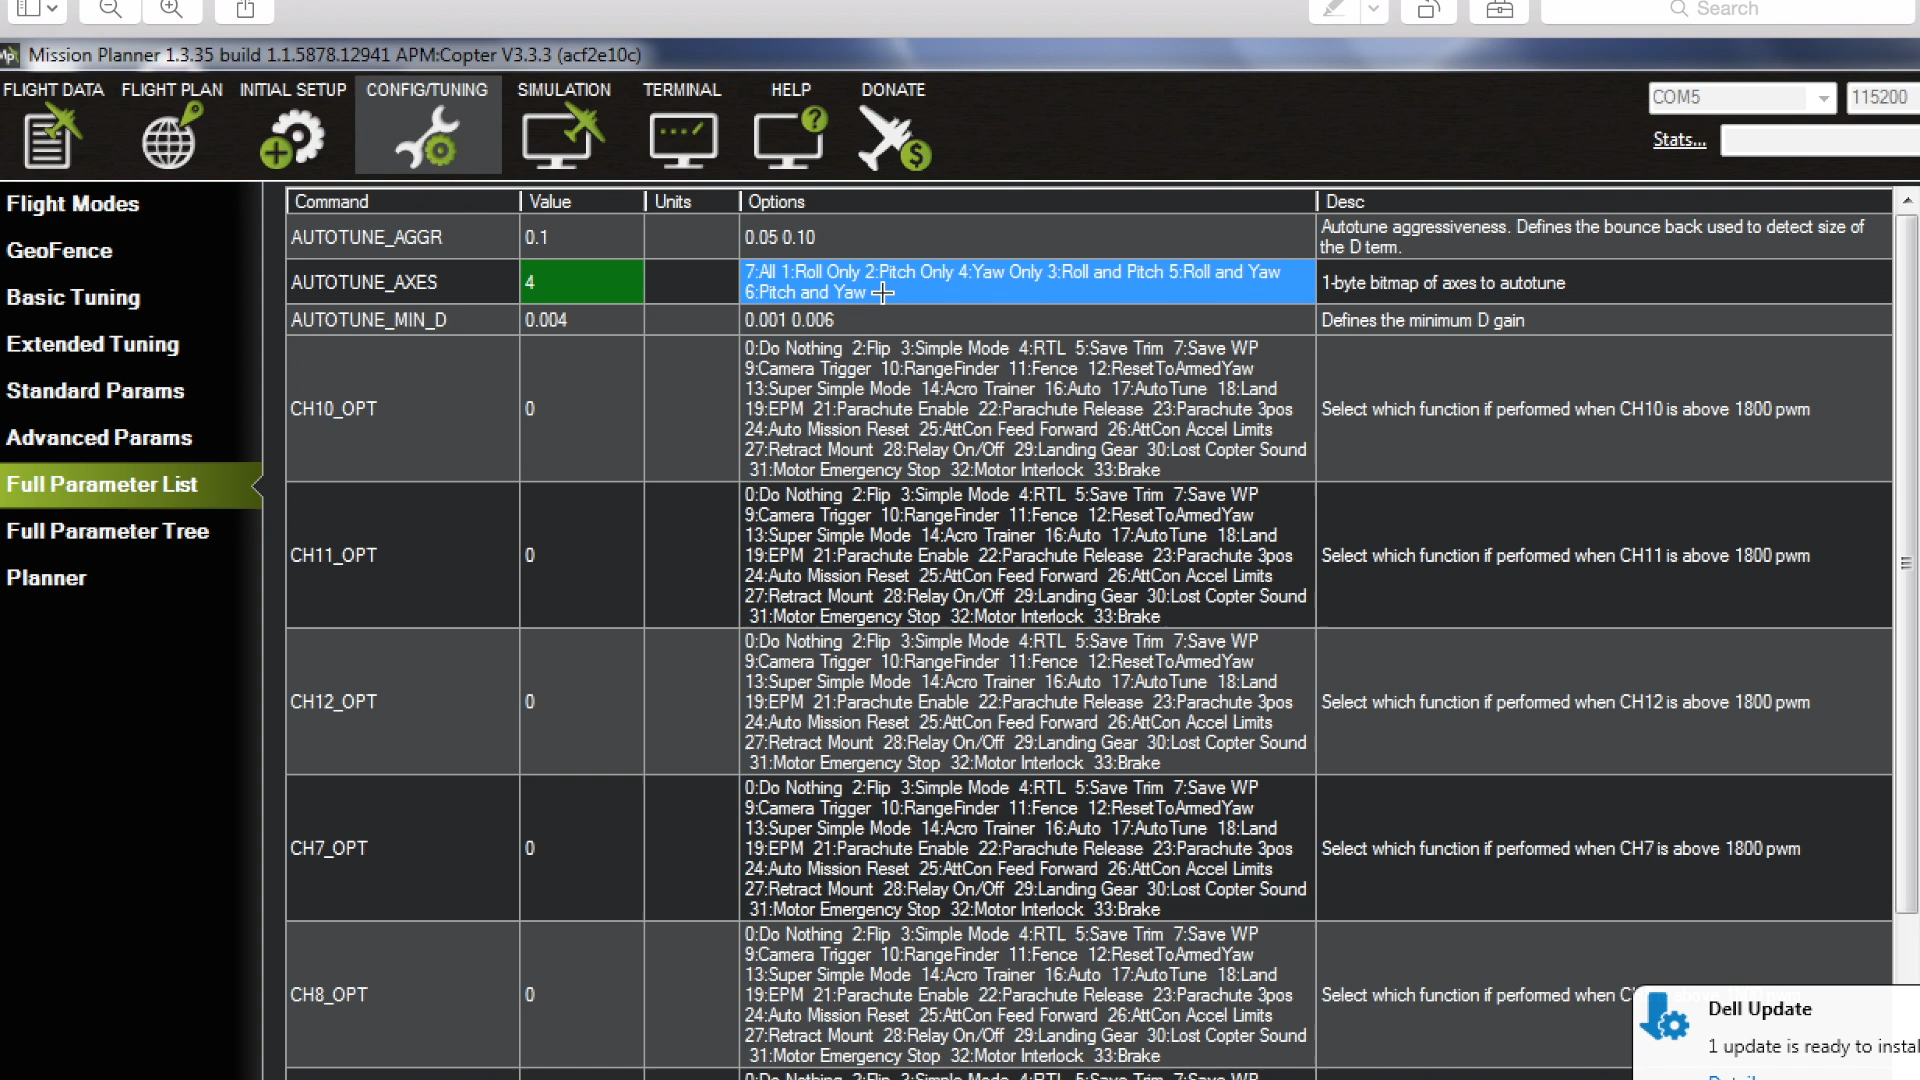 Search
Mission Planner 1.3.35 build 1.1.5878.12941 APM:Copter V3.3.3 (acf2e10c)
FLIGHT DATA FLIGHT PLAN INITIAL SETUP CONFIG/TUNING SIMULATION TERMINAL HELP DONATE
COM5 115200
Stats...
Flight Modes
GeoFence
Basic Tuning
Extended Tuning
Standard Params
Advanced Params
Full Parameter List
Full Parameter Tree
Planner
Command Value Units Options Desc
AUTOTUNE_AGGR 0.1 0.05 0.10 Autotune aggressiveness. Defines the bounce back used to detect size of
the D term.
AUTOTUNE_AXES 4 7:All 1:Roll Only 2:Pitch Only 4:Yaw Only 3:Roll and Pitch 5:Roll and Yaw
6:Pitch and Yaw
1-byte bitmap of axes to autotune
AUTOTUNE_MIN_D 0.004 0.001 0.006 Defines the minimum D gain
CH10_OPT 0
0:Do Nothing 2:Flip 3:Simple Mode 4:RTL 5:Save Trim 7:Save WP
9:Camera Trigger 10:RangeFinder 11:Fence 12:ResetToArmedYaw
13:Super Simple Mode 14:Acro Trainer 16:Auto 17:AutoTune 18:Land
19:EPM 21:Parachute Enable 22:Parachute Release 23:Parachute 3pos
24:Auto Mission Reset 25:AttCon Feed Forward 26:AttCon Accel Limits
27:Retract Mount 28:Relay On/Off 29:Landing Gear 30:Lost Copter Sound
31:Motor Emergency Stop 32:Motor Interlock 33:Brake
Select which function if performed when CH10 is above 1800 pwm
CH11_OPT 0
0:Do Nothing 2:Flip 3:Simple Mode 4:RTL 5:Save Trim 7:Save WP
9:Camera Trigger 10:RangeFinder 11:Fence 12:ResetToArmedYaw
13:Super Simple Mode 14:Acro Trainer 16:Auto 17:AutoTune 18:Land
19:EPM 21:Parachute Enable 22:Parachute Release 23:Parachute 3pos
24:Auto Mission Reset 25:AttCon Feed Forward 26:AttCon Accel Limits
27:Retract Mount 28:Relay On/Off 29:Landing Gear 30:Lost Copter Sound
31:Motor Emergency Stop 32:Motor Interlock 33:Brake
Select which function if performed when CH11 is above 1800 pwm
CH12_OPT 0
0:Do Nothing 2:Flip 3:Simple Mode 4:RTL 5:Save Trim 7:Save WP
9:Camera Trigger 10:RangeFinder 11:Fence 12:ResetToArmedYaw
13:Super Simple Mode 14:Acro Trainer 16:Auto 17:AutoTune 18:Land
19:EPM 21:Parachute Enable 22:Parachute Release 23:Parachute 3pos
24:Auto Mission Reset 25:AttCon Feed Forward 26:AttCon Accel Limits
27:Retract Mount 28:Relay On/Off 29:Landing Gear 30:Lost Copter Sound
31:Motor Emergency Stop 32:Motor Interlock 33:Brake
Select which function if performed when CH12 is above 1800 pwm
CH7_OPT 0
0:Do Nothing 2:Flip 3:Simple Mode 4:RTL 5:Save Trim 7:Save WP
9:Camera Trigger 10:RangeFinder 11:Fence 12:ResetToArmedYaw
13:Super Simple Mode 14:Acro Trainer 16:Auto 17:AutoTune 18:Land
19:EPM 21:Parachute Enable 22:Parachute Release 23:Parachute 3pos
24:Auto Mission Reset 25:AttCon Feed Forward 26:AttCon Accel Limits
27:Retract Mount 28:Relay On/Off 29:Landing Gear 30:Lost Copter Sound
31:Motor Emergency Stop 32:Motor Interlock 33:Brake
Select which function if performed when CH7 is above 1800 pwm
CH8_OPT 0
0:Do Nothing 2:Flip 3:Simple Mode 4:RTL 5:Save Trim 7:Save WP
9:Camera Trigger 10:RangeFinder 11:Fence 12:ResetToArmedYaw
13:Super Simple Mode 14:Acro Trainer 16:Auto 17:AutoTune 18:Land
19:EPM 21:Parachute Enable 22:Parachute Release 23:Parachute 3pos
24:Auto Mission Reset 25:AttCon Feed Forward 26:AttCon Accel Limits
27:Retract Mount 28:Relay On/Off 29:Landing Gear 30:Lost Copter Sound
31:Motor Emergency Stop 32:Motor Interlock 33:Brake
Select which function if performed when
0:Do Nothing 2:Flip 3:Simple Mode 4:RTL 5:Save Trim 7:Save WP
Dell Update
1 update is ready to instal